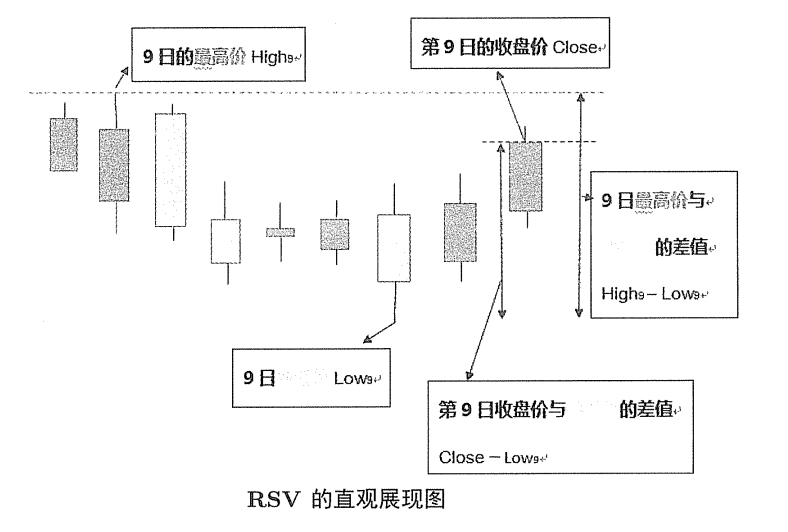 9日的最高价 High9
第9日的收盘价 Close
9日最高价与
的差值
High9 - Low9
9日 Low9
第9日收盘价与 的差值
Close - Low9
RSV 的直观展现图